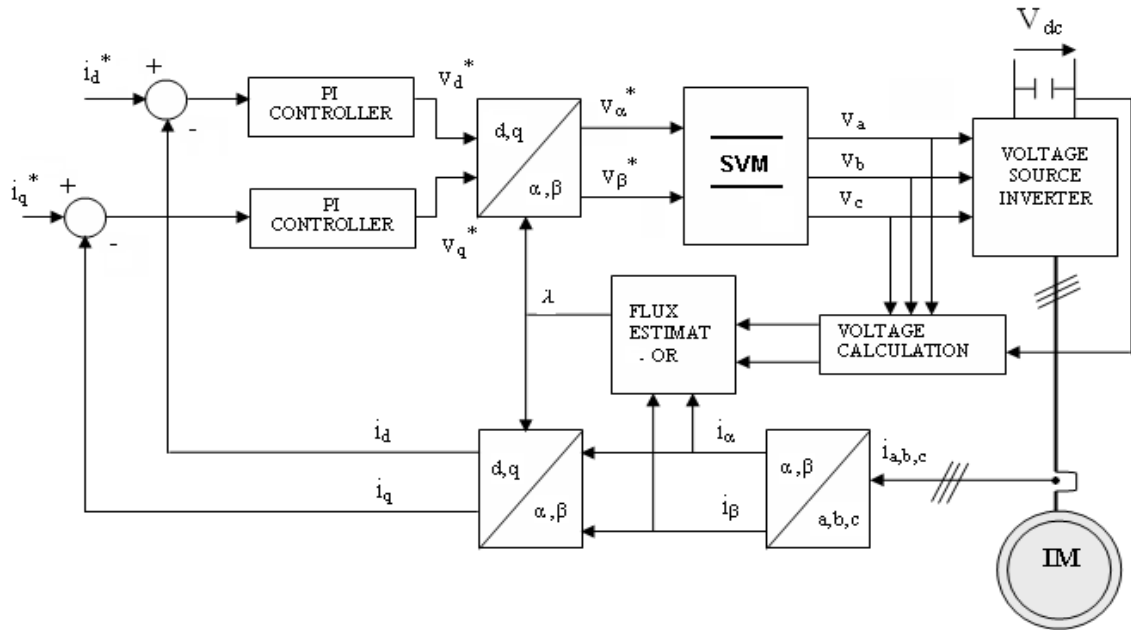 V dc
i_d*
+
-
PI
CONTROLLER
v_d*
d,q
α,β
v_α*
v_β*
SVM
v_a
v_b
v_c
VOLTAGE
SOURCE
INVERTER
i_q*
+
-
PI
CONTROLLER
v_q*
λ
FLUX
ESTIMAT
- OR
VOLTAGE
CALCULATION
i_d
i_q
d,q
α,β
i_α
i_β
α,β
a,b,c
i_a,b,c
IM